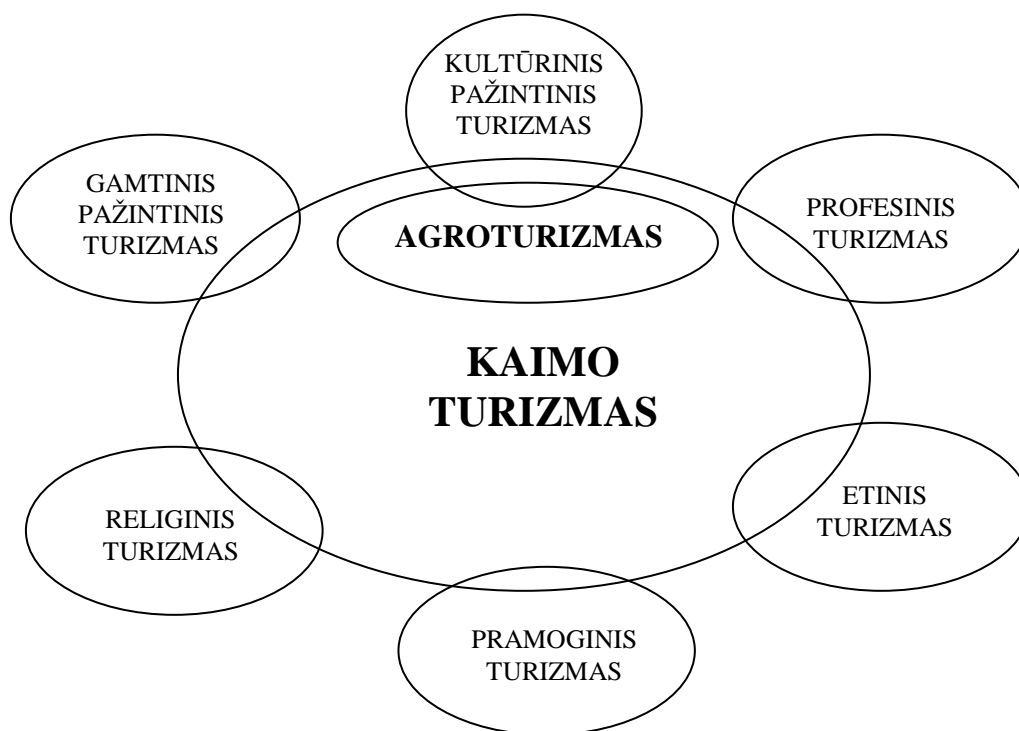 KULTŪRINIS
PAŽINTINIS
TURIZMAS
GAMTINIS
PAŽINTINIS
TURIZMAS
PROFESINIS
TURIZMAS
AGROTURIZMAS
KAIMO
TURIZMAS
RELIGINIS
TURIZMAS
ETINIS
TURIZMAS
PRAMOGINIS
TURIZMAS